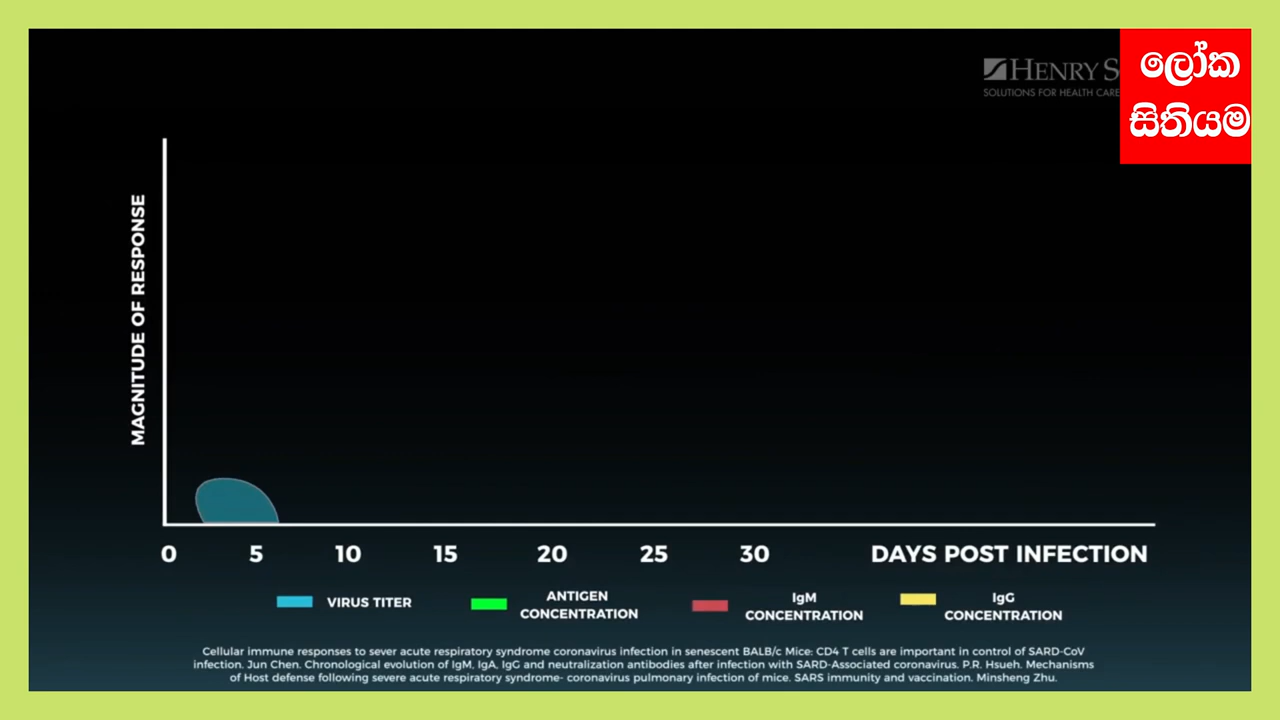 HENRY S
SOLUTIONS FOR HEALTH CARE
ලෝක
සිතියම
MAGNITUDE OF RESPONSE
0 5 10 15 20 25 30 DAYS POST INFECTION
VIRUS TITER
ANTIGEN
CONCENTRATION
IgM
CONCENTRATION
IgG
CONCENTRATION
Cellular immune responses to sever acute respiratory syndrome coronavirus infection in senescent BALB/c Mice: CD4 T cells are important in control of SARD-CoV
infection. Jun Chen. Chronological evolution of IgM, IgA, IgG and neutralization antibodies after infection with SARD-Associated coronavirus. P.R. Hsueh. Mechanisms
of Host defense following severe acute respiratory syndrome- coronavirus pulmonary infection of mice. SARS immunity and vaccination. Minsheng Zhu.